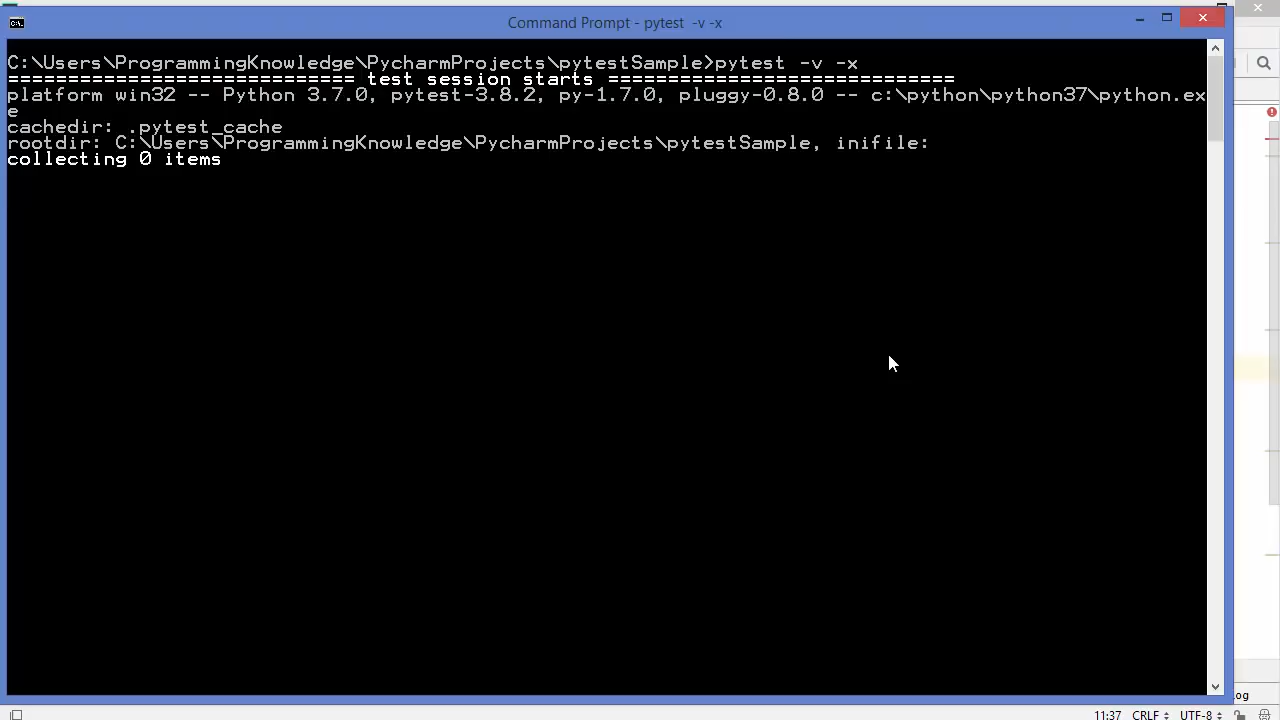 Command Prompt - pytest  -v -x
C:\Users\ProgrammingKnowledge\PycharmProjects\pytestSample>pytest -v -x
============================= test session starts =============================
platform win32 -- Python 3.7.0, pytest-3.8.2, py-1.7.0, pluggy-0.8.0 -- c:\python\python37\python.ex
e
cachedir: .pytest_cache
rootdir: C:\Users\ProgrammingKnowledge\PycharmProjects\pytestSample, inifile:
collecting 0 items
og
11:37 CRLF UTF-8